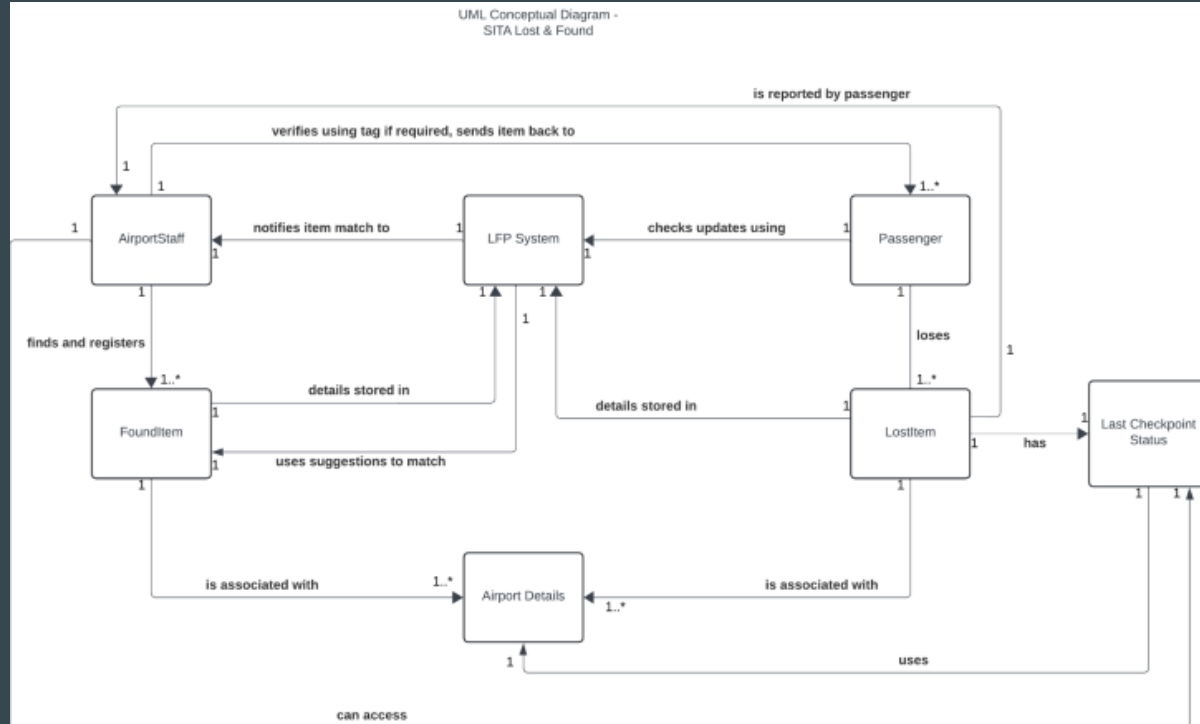 UML Conceptual Diagram -
SITA Lost & Found
is reported by passenger
verifies using tag if required, sends item back to
1
1
1..*
1
AirportStaff
notifies item match to
1
LFP System
checks updates using
1
Passenger
1
1
1
1
1
1
1
loses
finds and registers
1
1..*
1..*
details stored in
details stored in
1
1
FoundItem
LostItem
1
Last Checkpoint
Status
1
has
1
uses suggestions to match
1
1
1
1
is associated with
1..*
Airport Details
is associated with
1..*
1
uses
can access